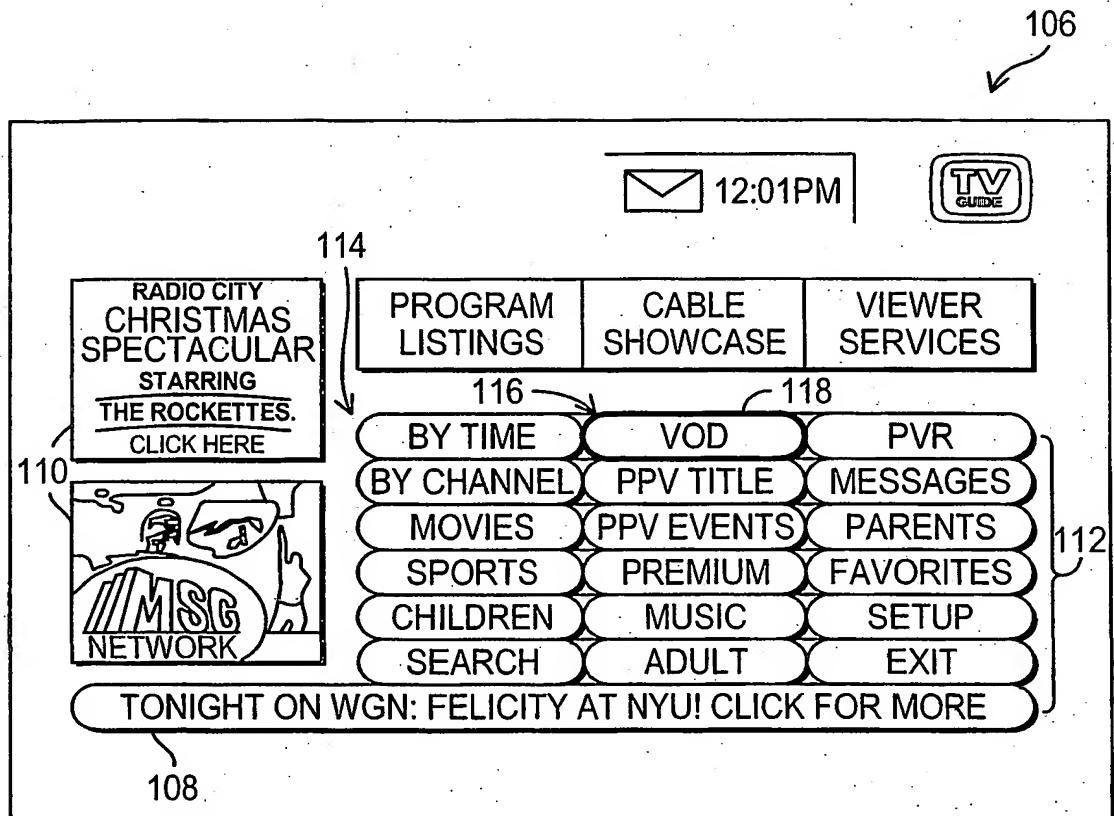 106
12:01PM
TV
GUIDE
114
RADIO CITY
CHRISTMAS
SPECTACULAR
STARRING
THE ROCKETTES.
CLICK HERE
PROGRAM LISTINGS
CABLE SHOWCASE
VIEWER SERVICES
116
118
BY TIME VOD PVR
BY CHANNEL PPV TITLE MESSAGES
110
MOVIES PPV EVENTS PARENTS
112
SPORTS PREMIUM FAVORITES
CHILDREN MUSIC SETUP
SEARCH ADULT EXIT
MSG
NETWORK
TONIGHT ON WGN: FELICITY AT NYU! CLICK FOR MORE
108